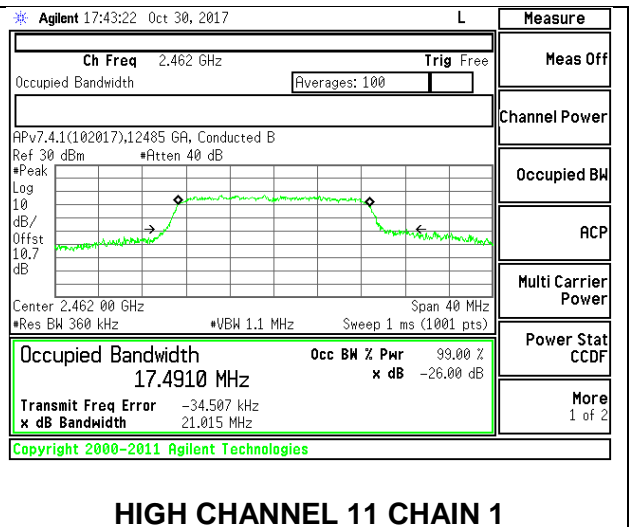 Agilent 17:43:22 Oct 30, 2017 L Measure
Ch Freq 2.462 GHz Trig Free
Meas Off
Occupied Bandwidth Averages: 100
Channel Power
APv7.4.1(102017),12485 GA, Conducted B
Ref 30 dBm #Atten 40 dB
#Peak
Log
10
dB/
Offst
10.7
dB
Occupied BW
ACP
Multi Carrier
Power
Center 2.462 00 GHz Span 40 MHz
#Res BW 360 kHz #VBW 1.1 MHz Sweep 1 ms (1001 pts)
Power Stat
CCDF
Occupied Bandwidth Occ BW % Pwr 99.00 %
17.4910 MHz x dB -26.00 dB
Transmit Freq Error -34.507 kHz
x dB Bandwidth 21.015 MHz
More
1 of 2
Copyright 2000-2011 Agilent Technologies
HIGH CHANNEL 11 CHAIN 1